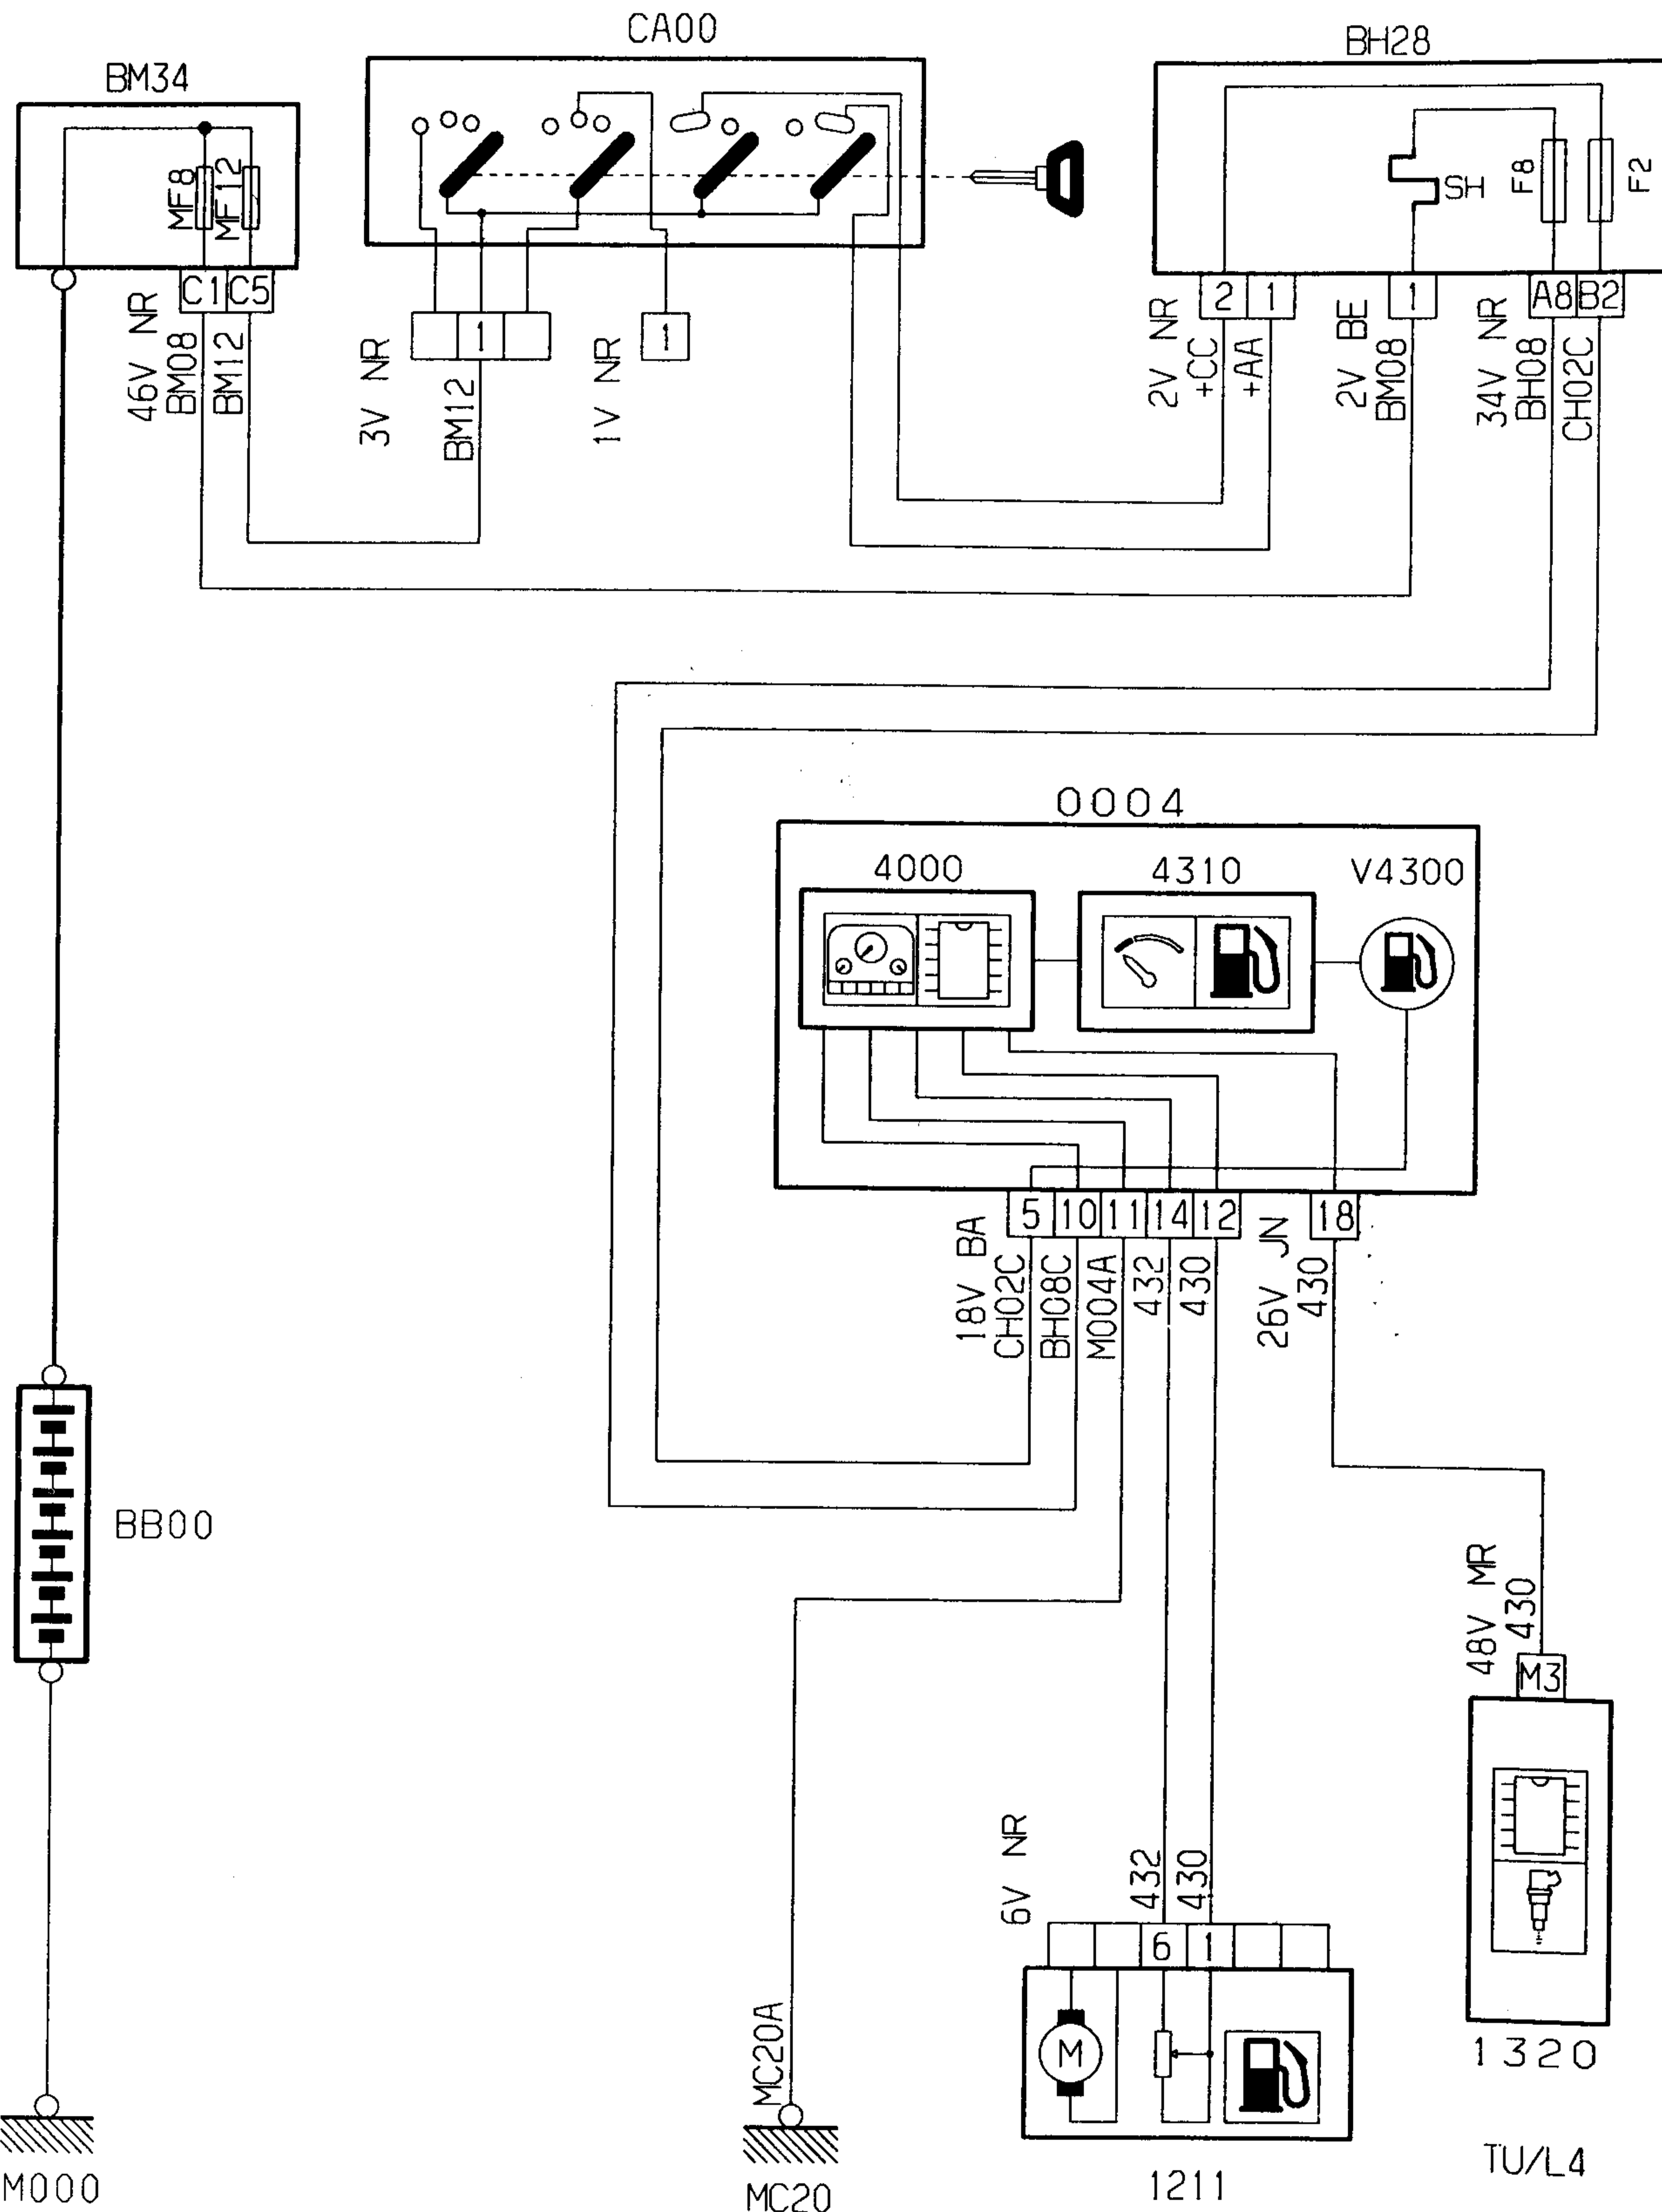 CA00
BH28
BM34
MF8
MF12
SH
F8
F2
C1 C5
2 1
1
A8 B2
46V NR
BM08
BM12
3V NR
1
BM12
1V NR
1
2V NR
+CC
+AA
2V BE
BM08
34V NR
BH08
CH02C
0004
4000
4310
V4300
5 10 11 14 12
18
18V BA
CH02C
BH08C
M004A
432
430
26V JN
430
BB00
48V MR
430
M3
6V NR
432
430
6 1
M
MC20A
1320
M000
MC20
1211
TU/L4